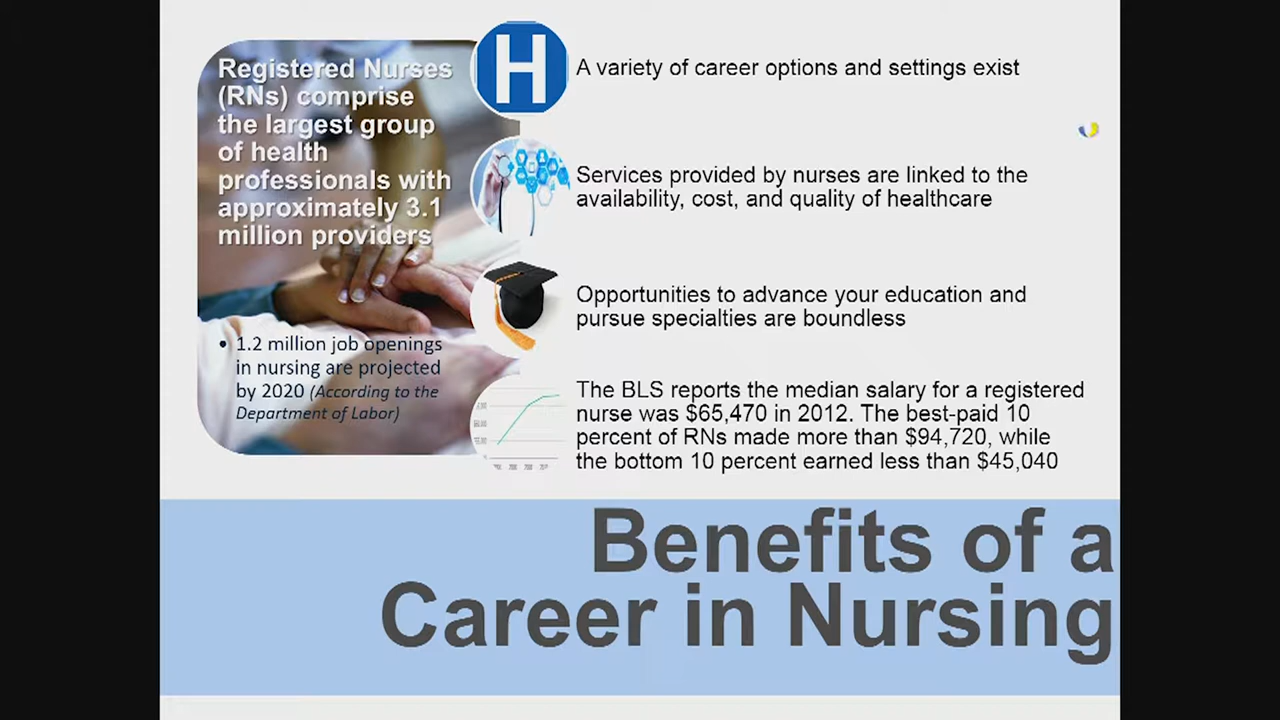 Registered Nurses
(RNs) comprise
the largest group
of health
professionals with
approximately 3.1
million providers
• 1.2 million job openings
in nursing are projected
by 2020 (According to the
Department of Labor)
H
A variety of career options and settings exist
Services provided by nurses are linked to the
availability, cost, and quality of healthcare
Opportunities to advance your education and
pursue specialties are boundless
The BLS reports the median salary for a registered
nurse was $65,470 in 2012. The best-paid 10
percent of RNs made more than $94,720, while
the bottom 10 percent earned less than $45,040
Benefits of a
Career in Nursing